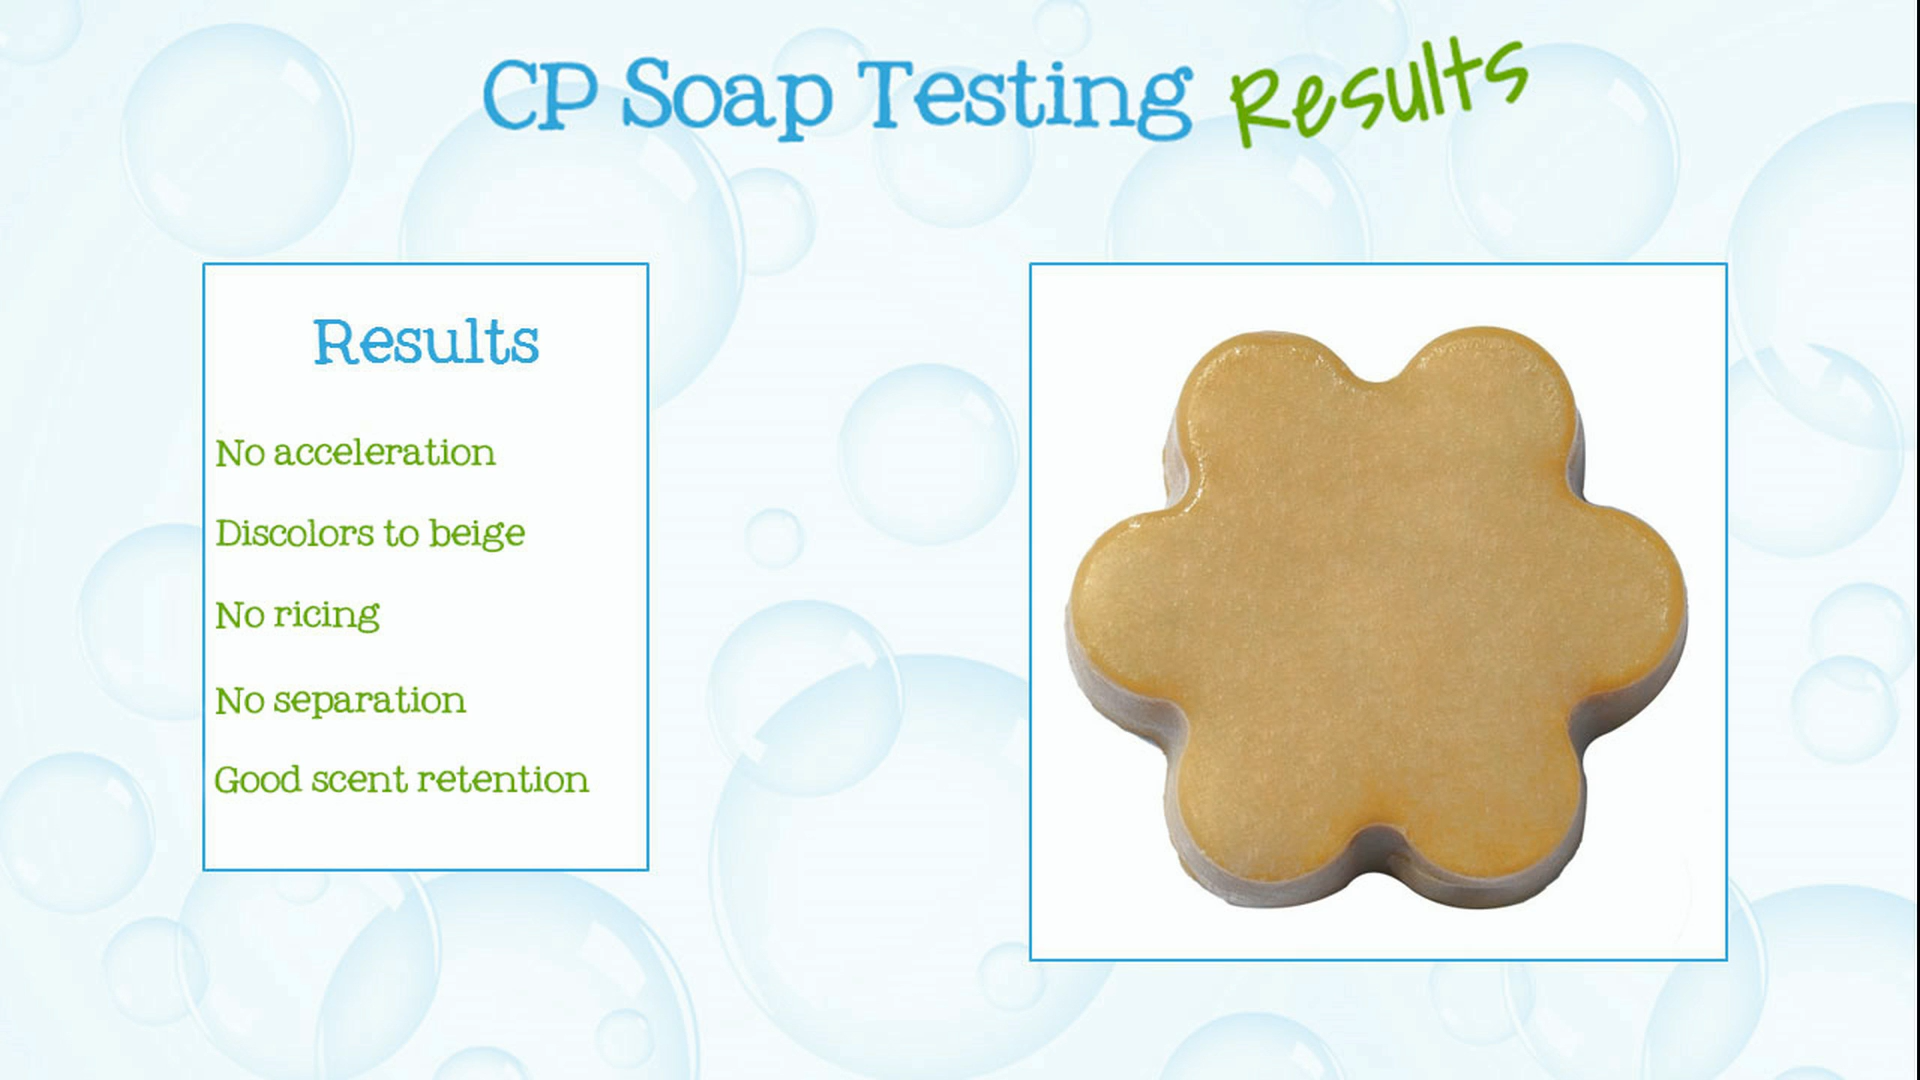 CP Soap Testing Results
Results
No acceleration
Discolors to beige
No ricing
No separation
Good scent retention